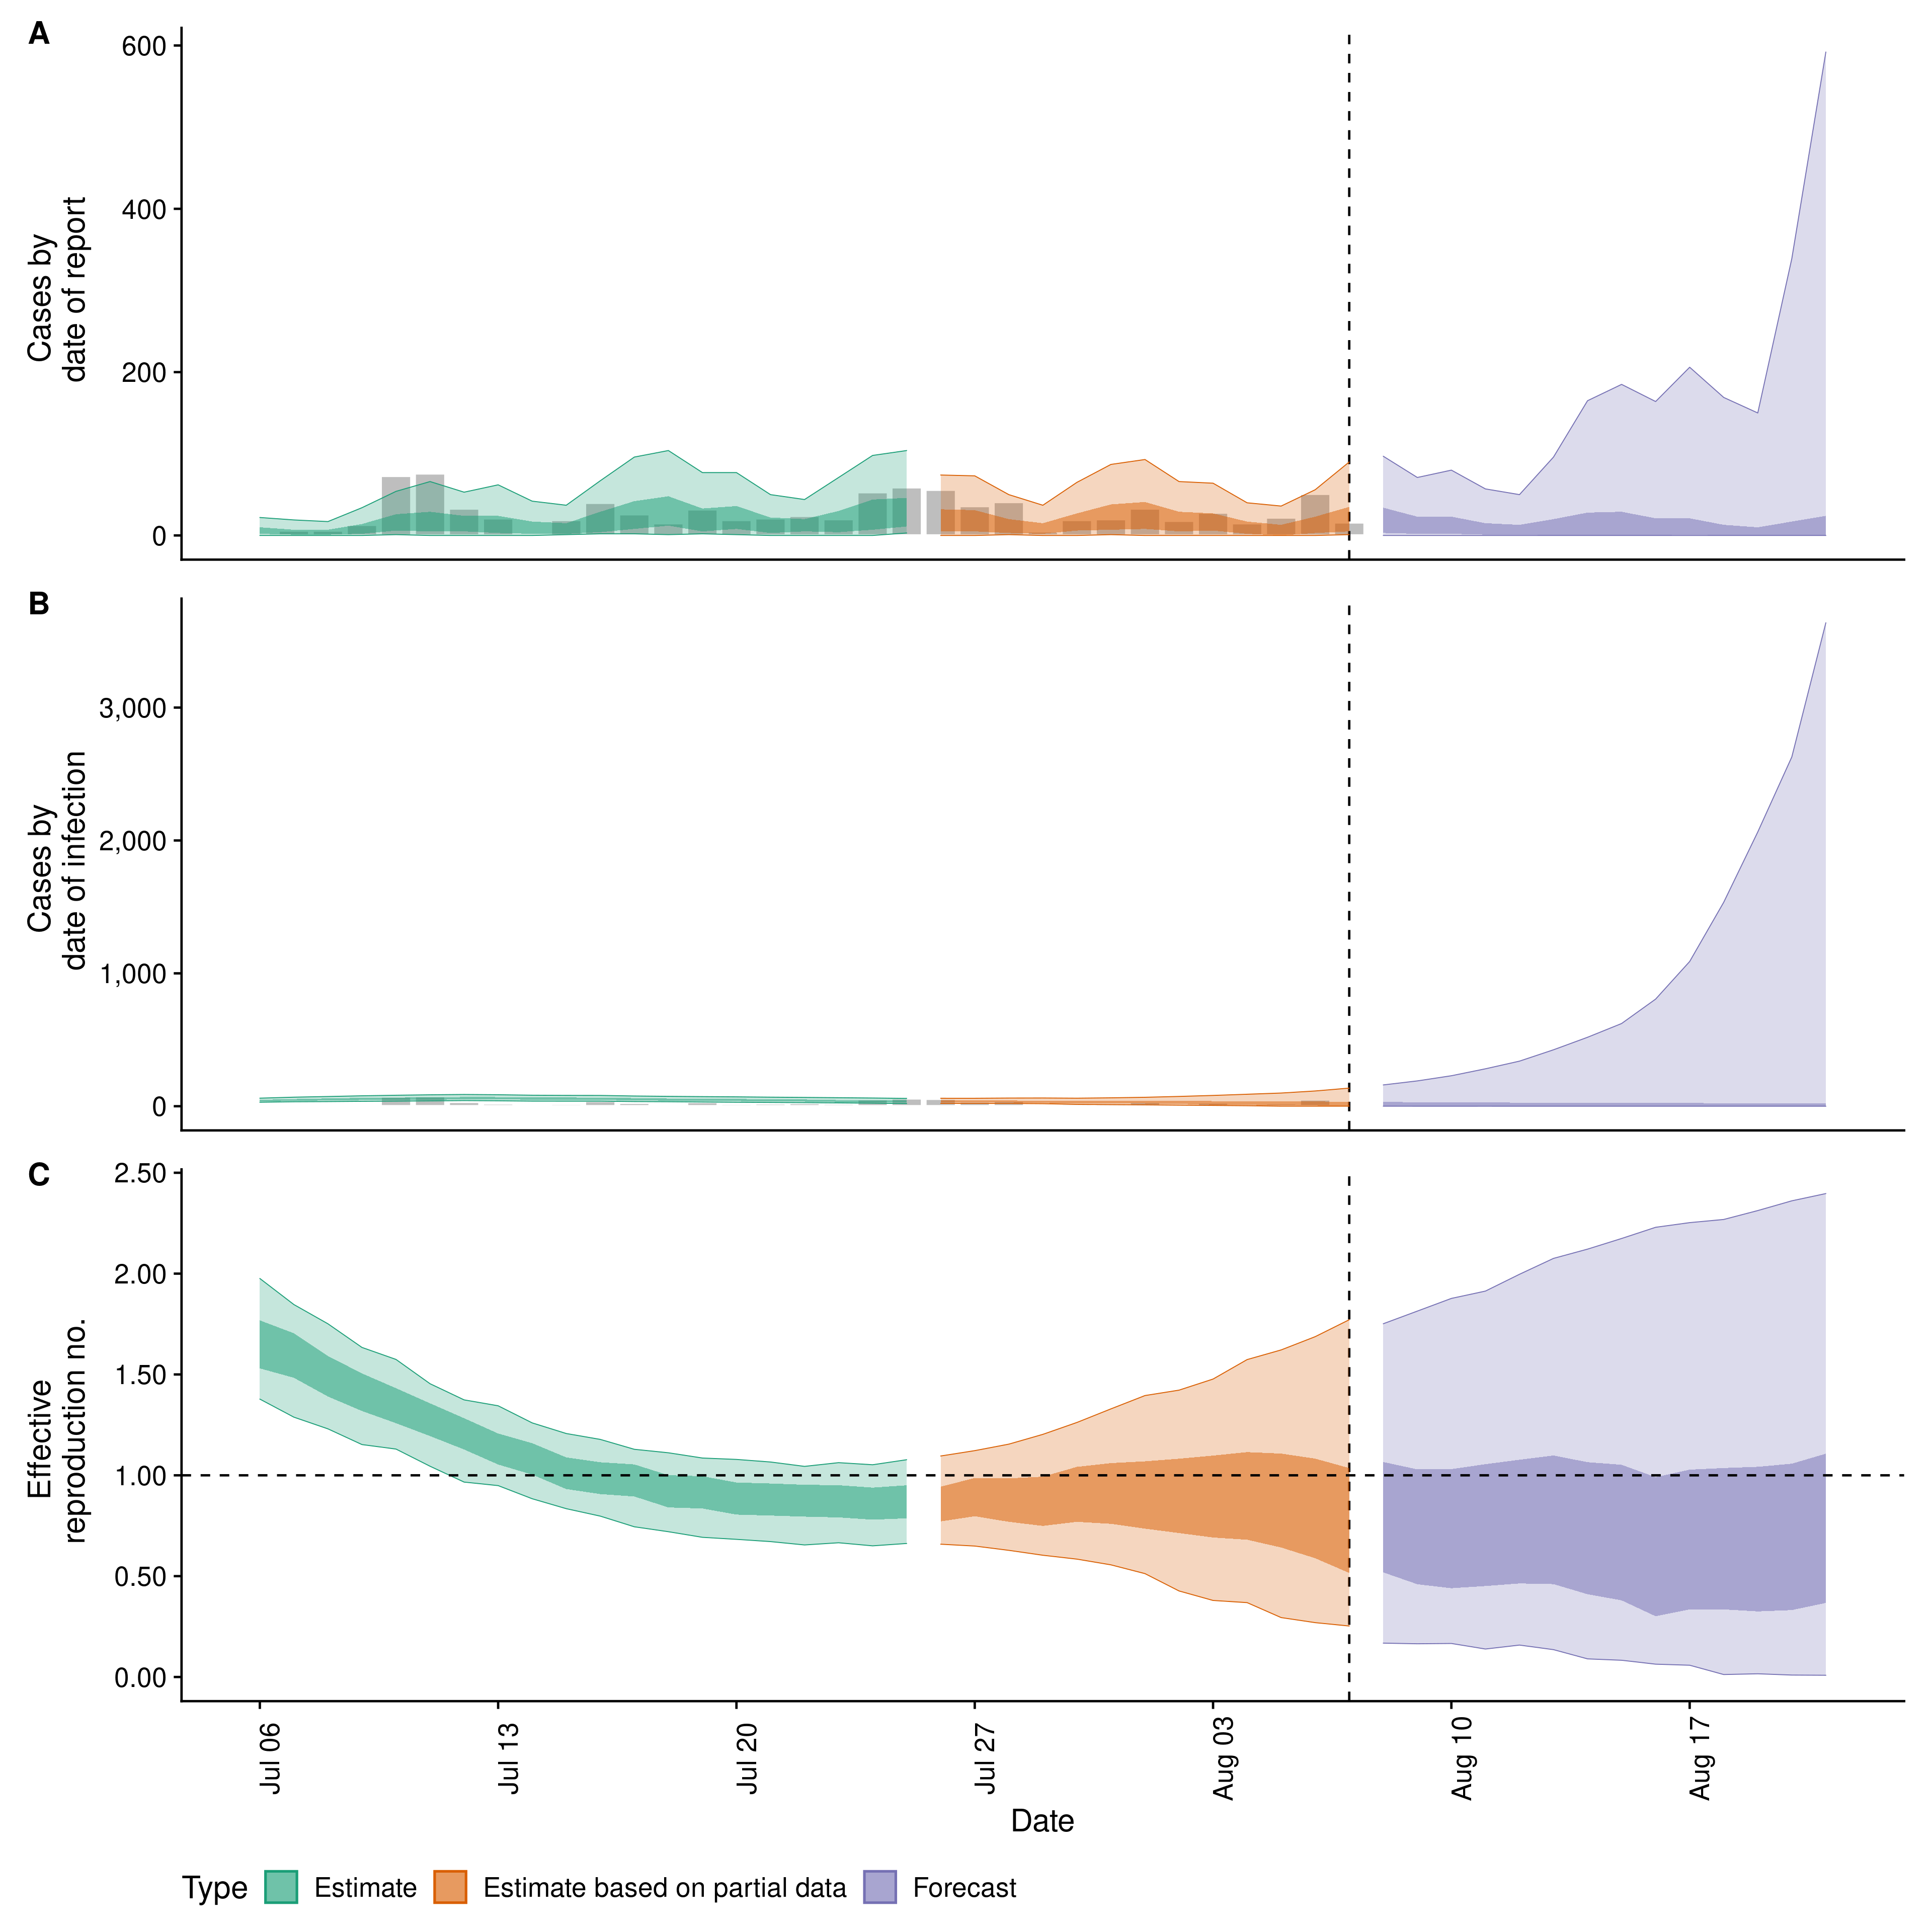 A
Cases by
date of report
600
400
200
0
B
Cases by
date of infection
3,000
2,000
1,000
0
C
Effective
reproduction no.
2.50
2.00
1.50
1.00
0.50
0.00
Jul 06
Jul 13
Jul 20
Jul 27
Aug 03
Aug 10
Aug 17
Date
Type Estimate Estimate based on partial data Forecast